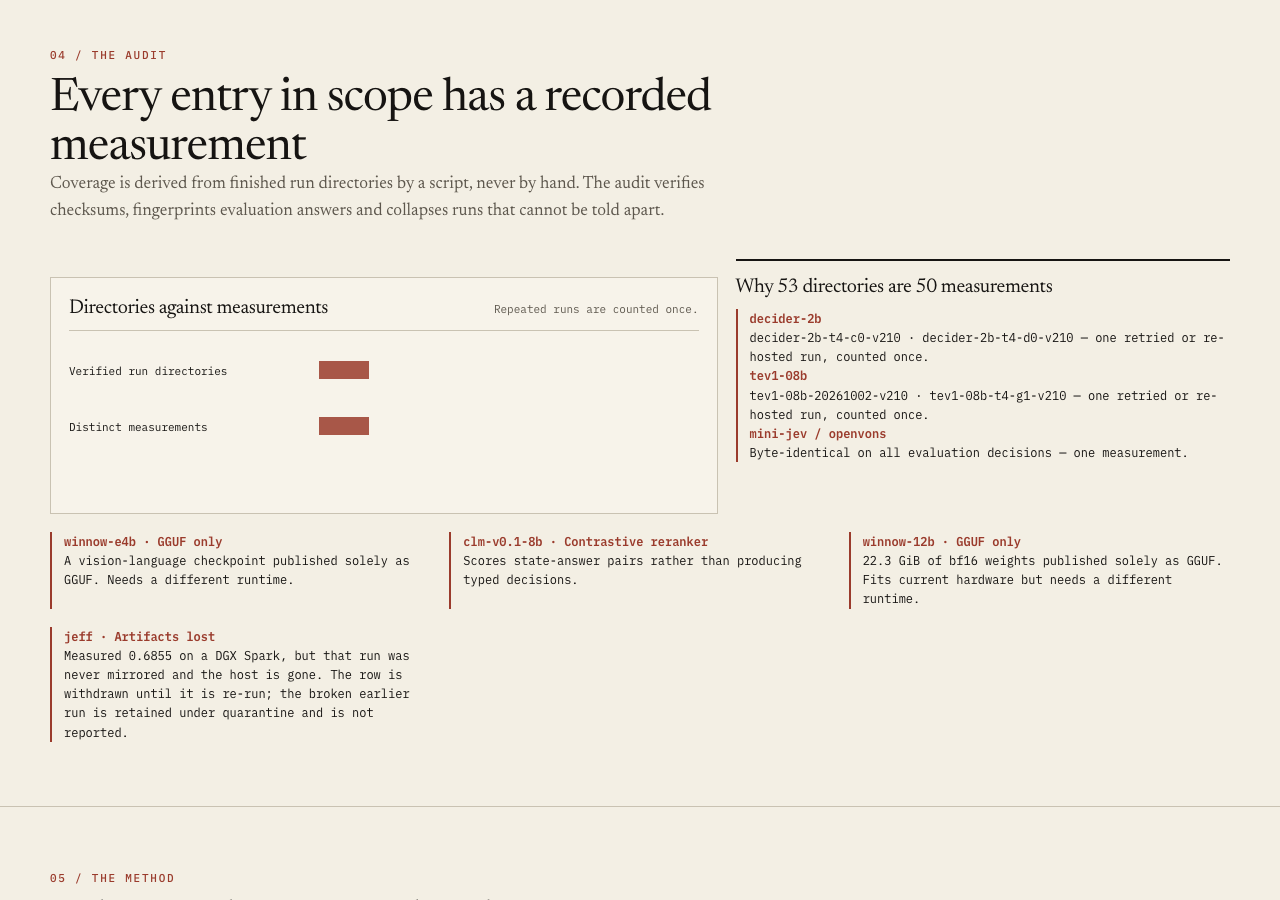 04 / THE AUDIT
Every entry in scope has a recorded
measurement
Coverage is derived from finished run directories by a script, never by hand. The audit verifies
checksums, fingerprints evaluation answers and collapses runs that cannot be told apart.
Directories against measurements
Repeated runs are counted once.
Verified run directories
Distinct measurements
Why 53 directories are 50 measurements
decider-2b
decider-2b-t4-c0-v210 · decider-2b-t4-d0-v210 — one retried or re-
hosted run, counted once.
tev1-08b
tev1-08b-20261002-v210 · tev1-08b-t4-g1-v210 — one retried or re-
hosted run, counted once.
mini-jev / openvons
Byte-identical on all evaluation decisions — one measurement.
winnow-e4b · GGUF only
A vision-language checkpoint published solely as
GGUF. Needs a different runtime.
clm-v0.1-8b · Contrastive reranker
Scores state-answer pairs rather than producing
typed decisions.
winnow-12b · GGUF only
22.3 GiB of bf16 weights published solely as GGUF.
Fits current hardware but needs a different
runtime.
jeff · Artifacts lost
Measured 0.6855 on a DGX Spark, but that run was
never mirrored and the host is gone. The row is
withdrawn until it is re-run; the broken earlier
run is retained under quarantine and is not
reported.
05 / THE METHOD